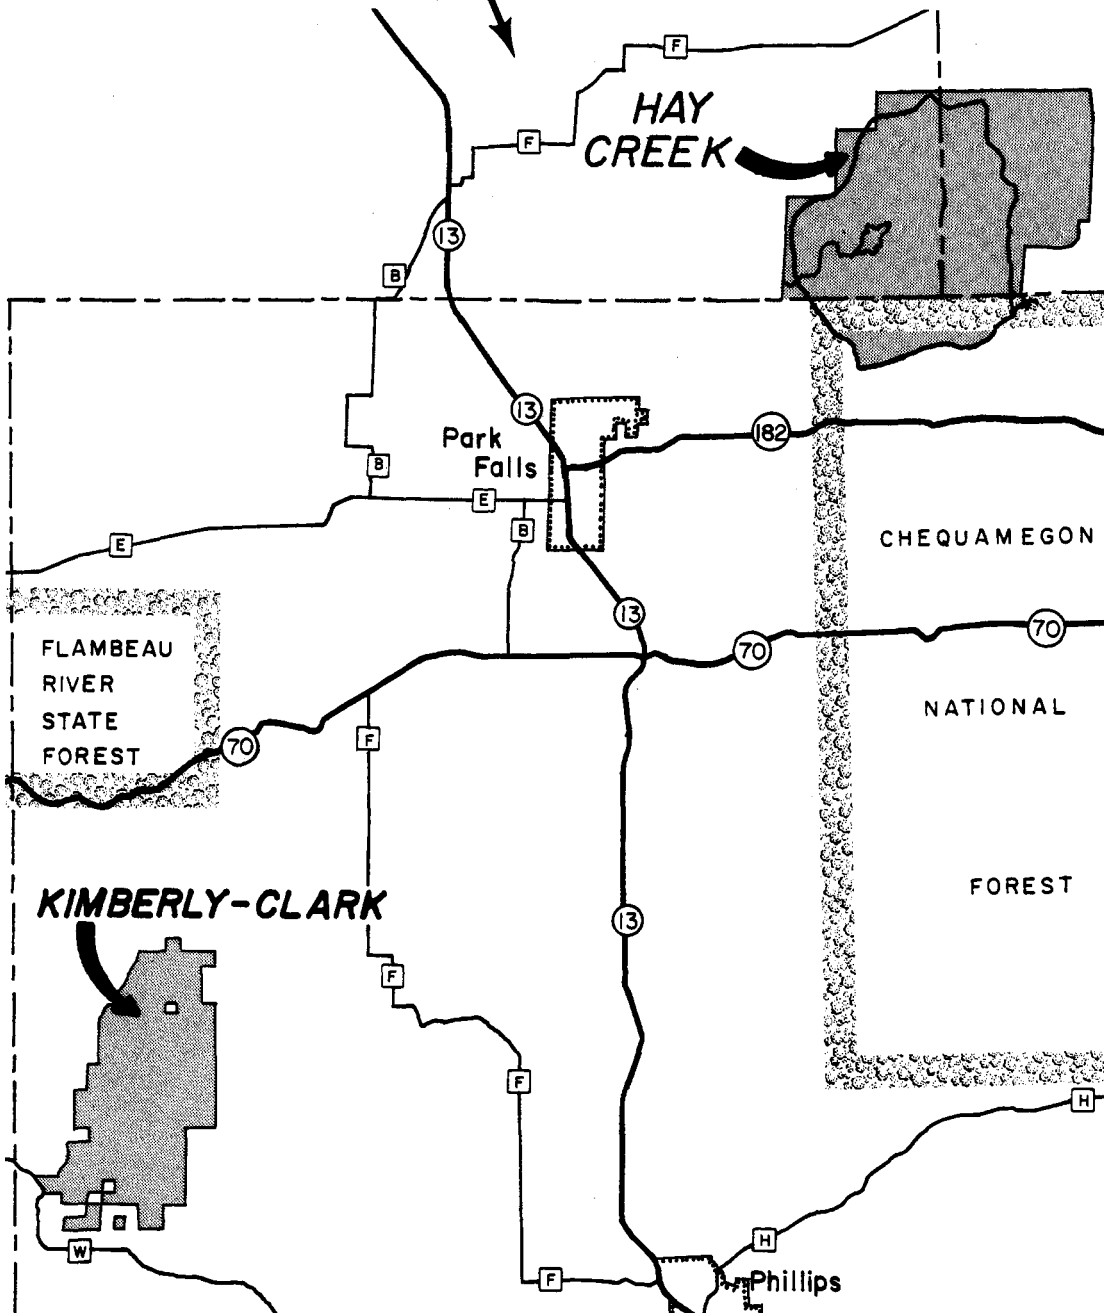 F
HAY
CREEK
F
13
B
13
182
Park
Falls
B
E
B
E
CHEQUAMEGON
13
70
70
FLAMBEAU
RIVER
STATE
FOREST
NATIONAL
F
70
FOREST
KIMBERLY-CLARK
13
F
F
H
H
W
F
Phillips